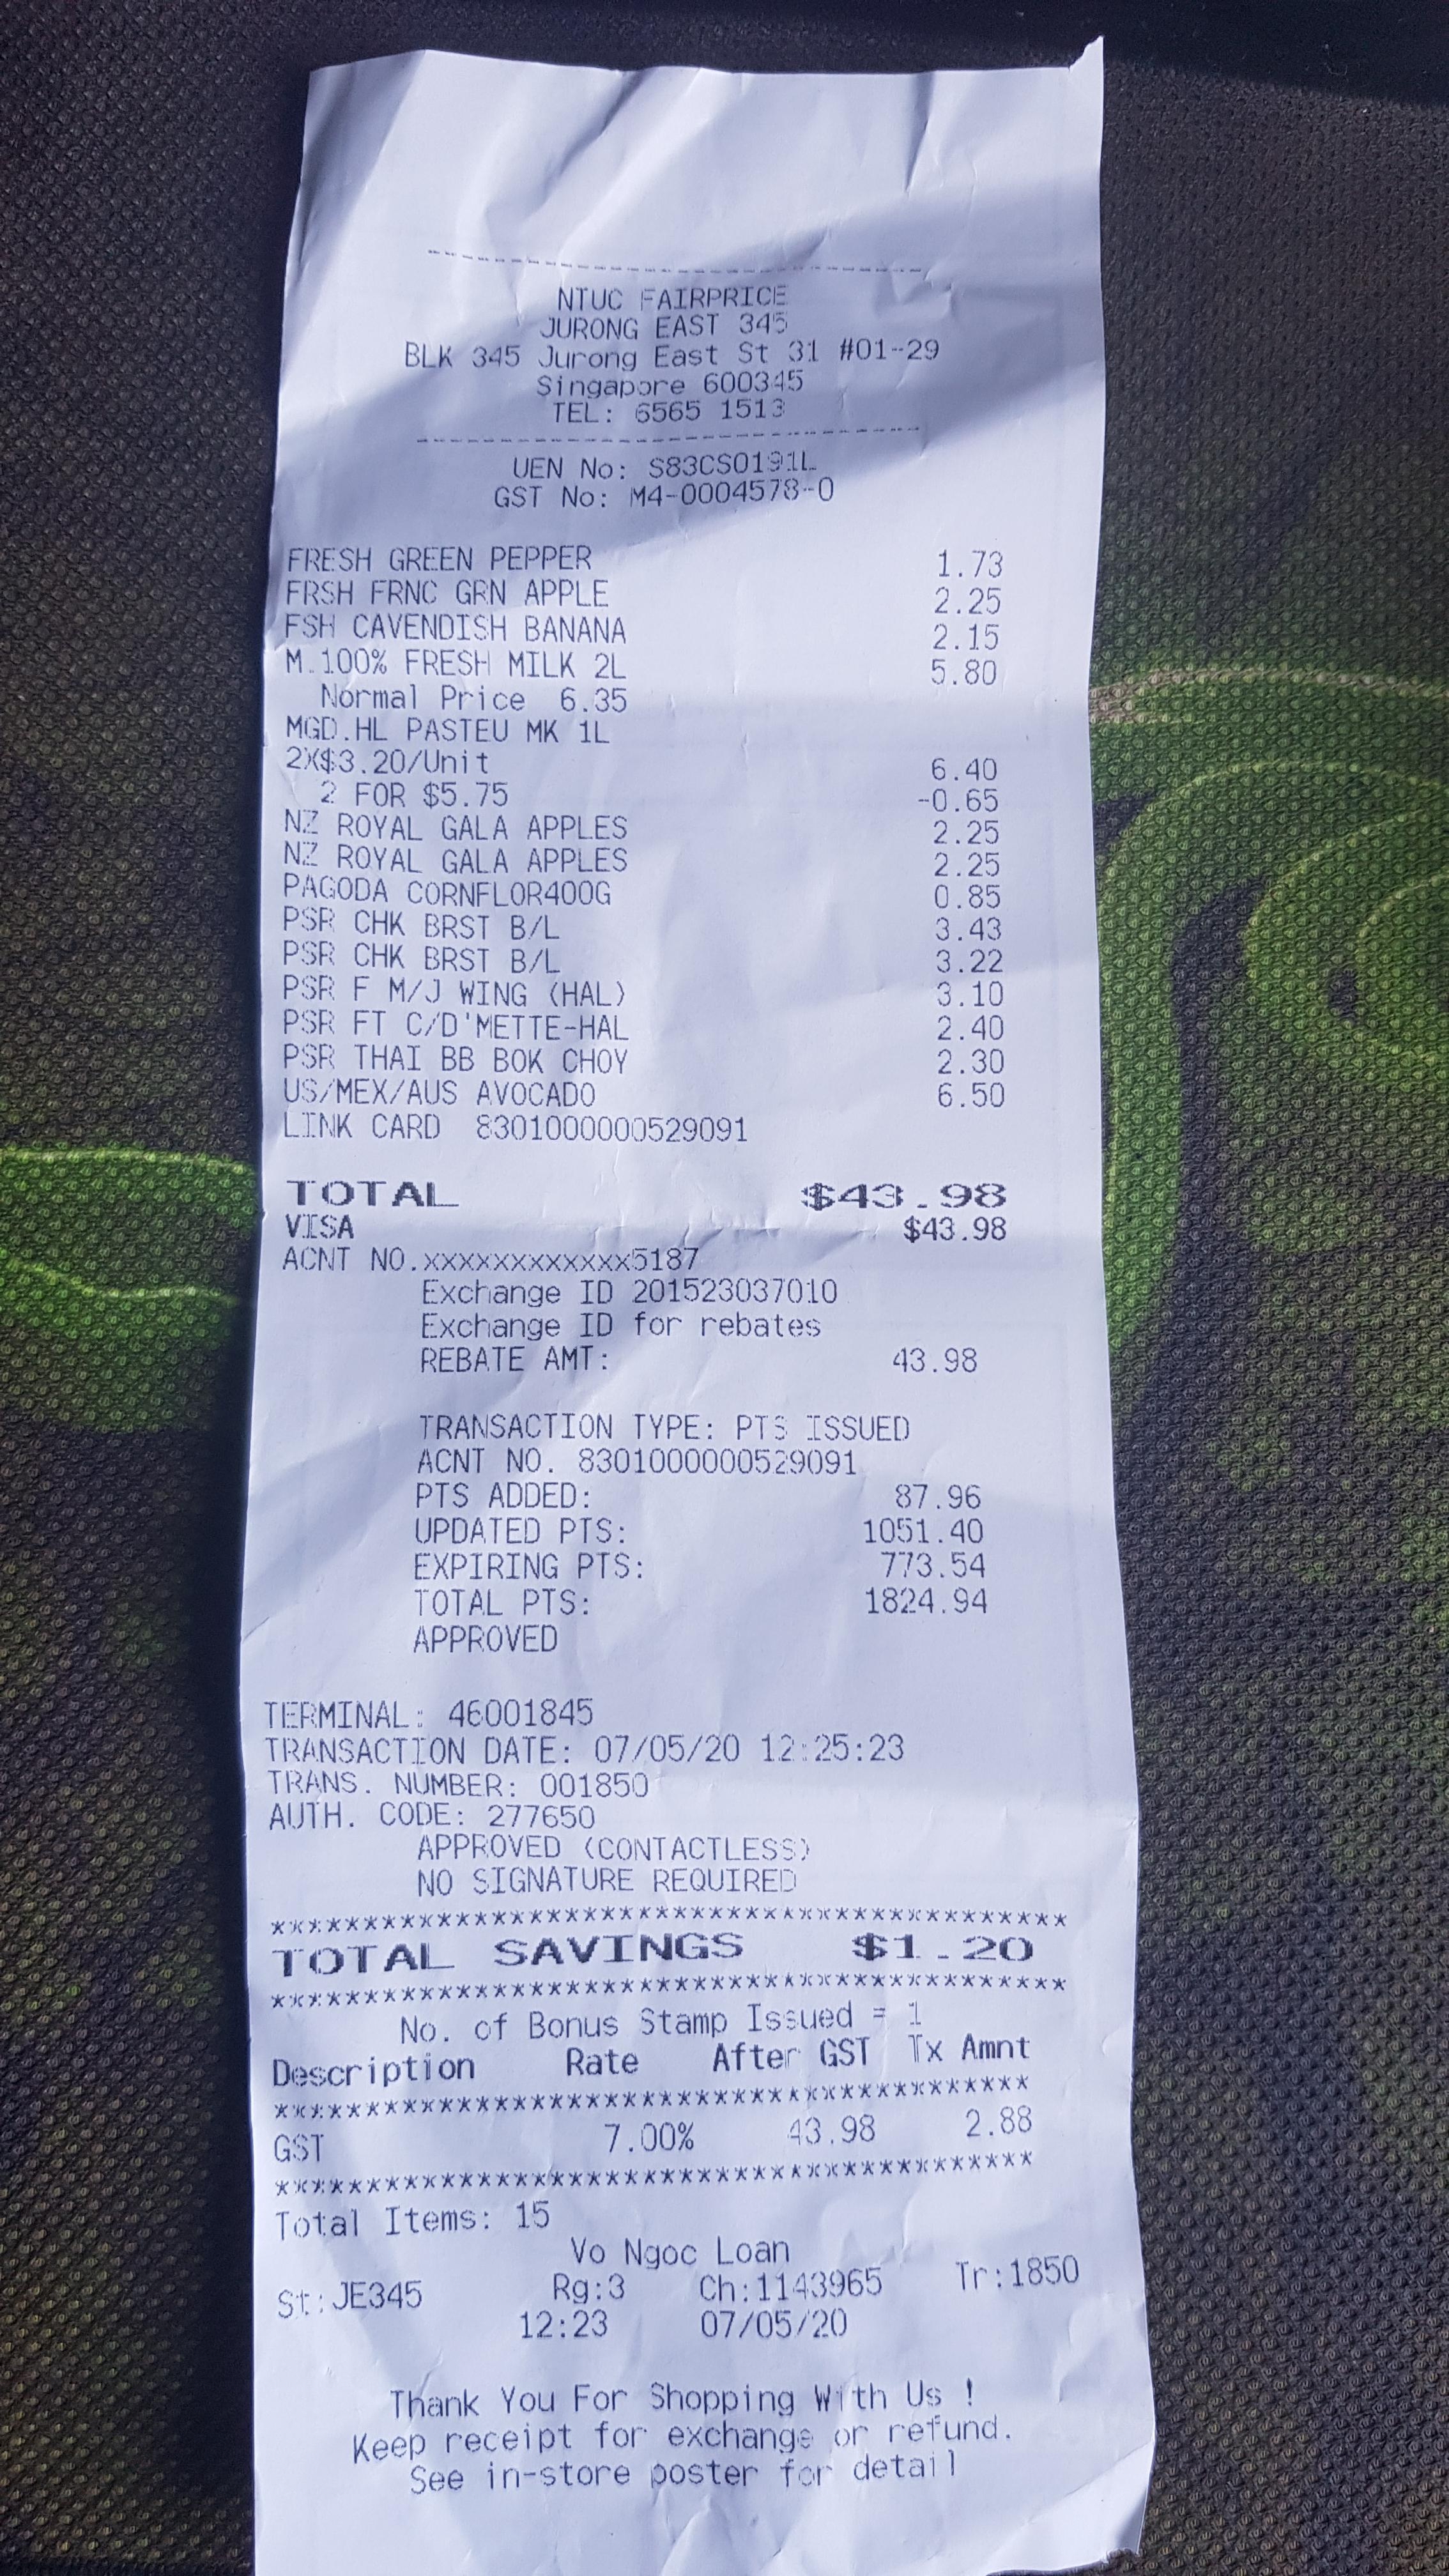 NTUC FAIRPRICE
JURONG EAST 345
BLK 345 Jurong East St 31 #01-29
Singapore 600345
TEL: 6565 1513
UEN No: S83CS0191L
GST No: M4-0004578-0
FRESH GREEN PEPPER 1.73
FRSH FRNC GRN APPLE 2.25
FSH CAVENDISH BANANA 2.15
M.100% FRESH MILK 2L 5.80
Normal Price 6.35
MGD.HL PASTEU MK 1L
2X$3.20/Unit 6.40
2 FOR $5.75 -0.65
NZ ROYAL GALA APPLES 2.25
NZ ROYAL GALA APPLES 2.25
PAGODA CORNFLOR400G 0.85
PSR CHK BRST B/L 3.43
PSR CHK BRST B/L 3.22
PSR F M/J WING (HAL) 3.10
PSR FT C/D'METTE-HAL 2.40
PSR THAI BB BOK CHOY 2.30
US/MEX/AUS AVOCADO 6.50
LINK CARD 8301000000529091
TOTAL $43.98
VISA $43.98
ACNT NO.xxxxxxxxxxxx5187
Exchange ID 201523037010
Exchange ID for rebates
REBATE AMT: 43.98
TRANSACTION TYPE: PTS ISSUED
ACNT NO. 8301000000529091
PTS ADDED: 87.96
UPDATED PTS: 1051.40
EXPIRING PTS: 773.54
TOTAL PTS: 1824.94
APPROVED
TERMINAL: 46001845
TRANSACTION DATE: 07/05/20 12:25:23
TRANS. NUMBER: 001850
AUTH. CODE: 277650
APPROVED (CONTACTLESS)
NO SIGNATURE REQUIRED
*******************************************
TOTAL SAVINGS $1.20
*******************************************
No. of Bonus Stamp Issued = 1
Description Rate After GST Tx Amnt
*****************************************
GST 7.00% 43.98 2.88
*****************************************
Total Items: 15
Vo Ngoc Loan
St:JE345 Rg:3 Ch:1143965 Tr:1850
12:23 07/05/20
Thank You For Shopping With Us !
Keep receipt for exchange or refund.
See in-store poster for detail